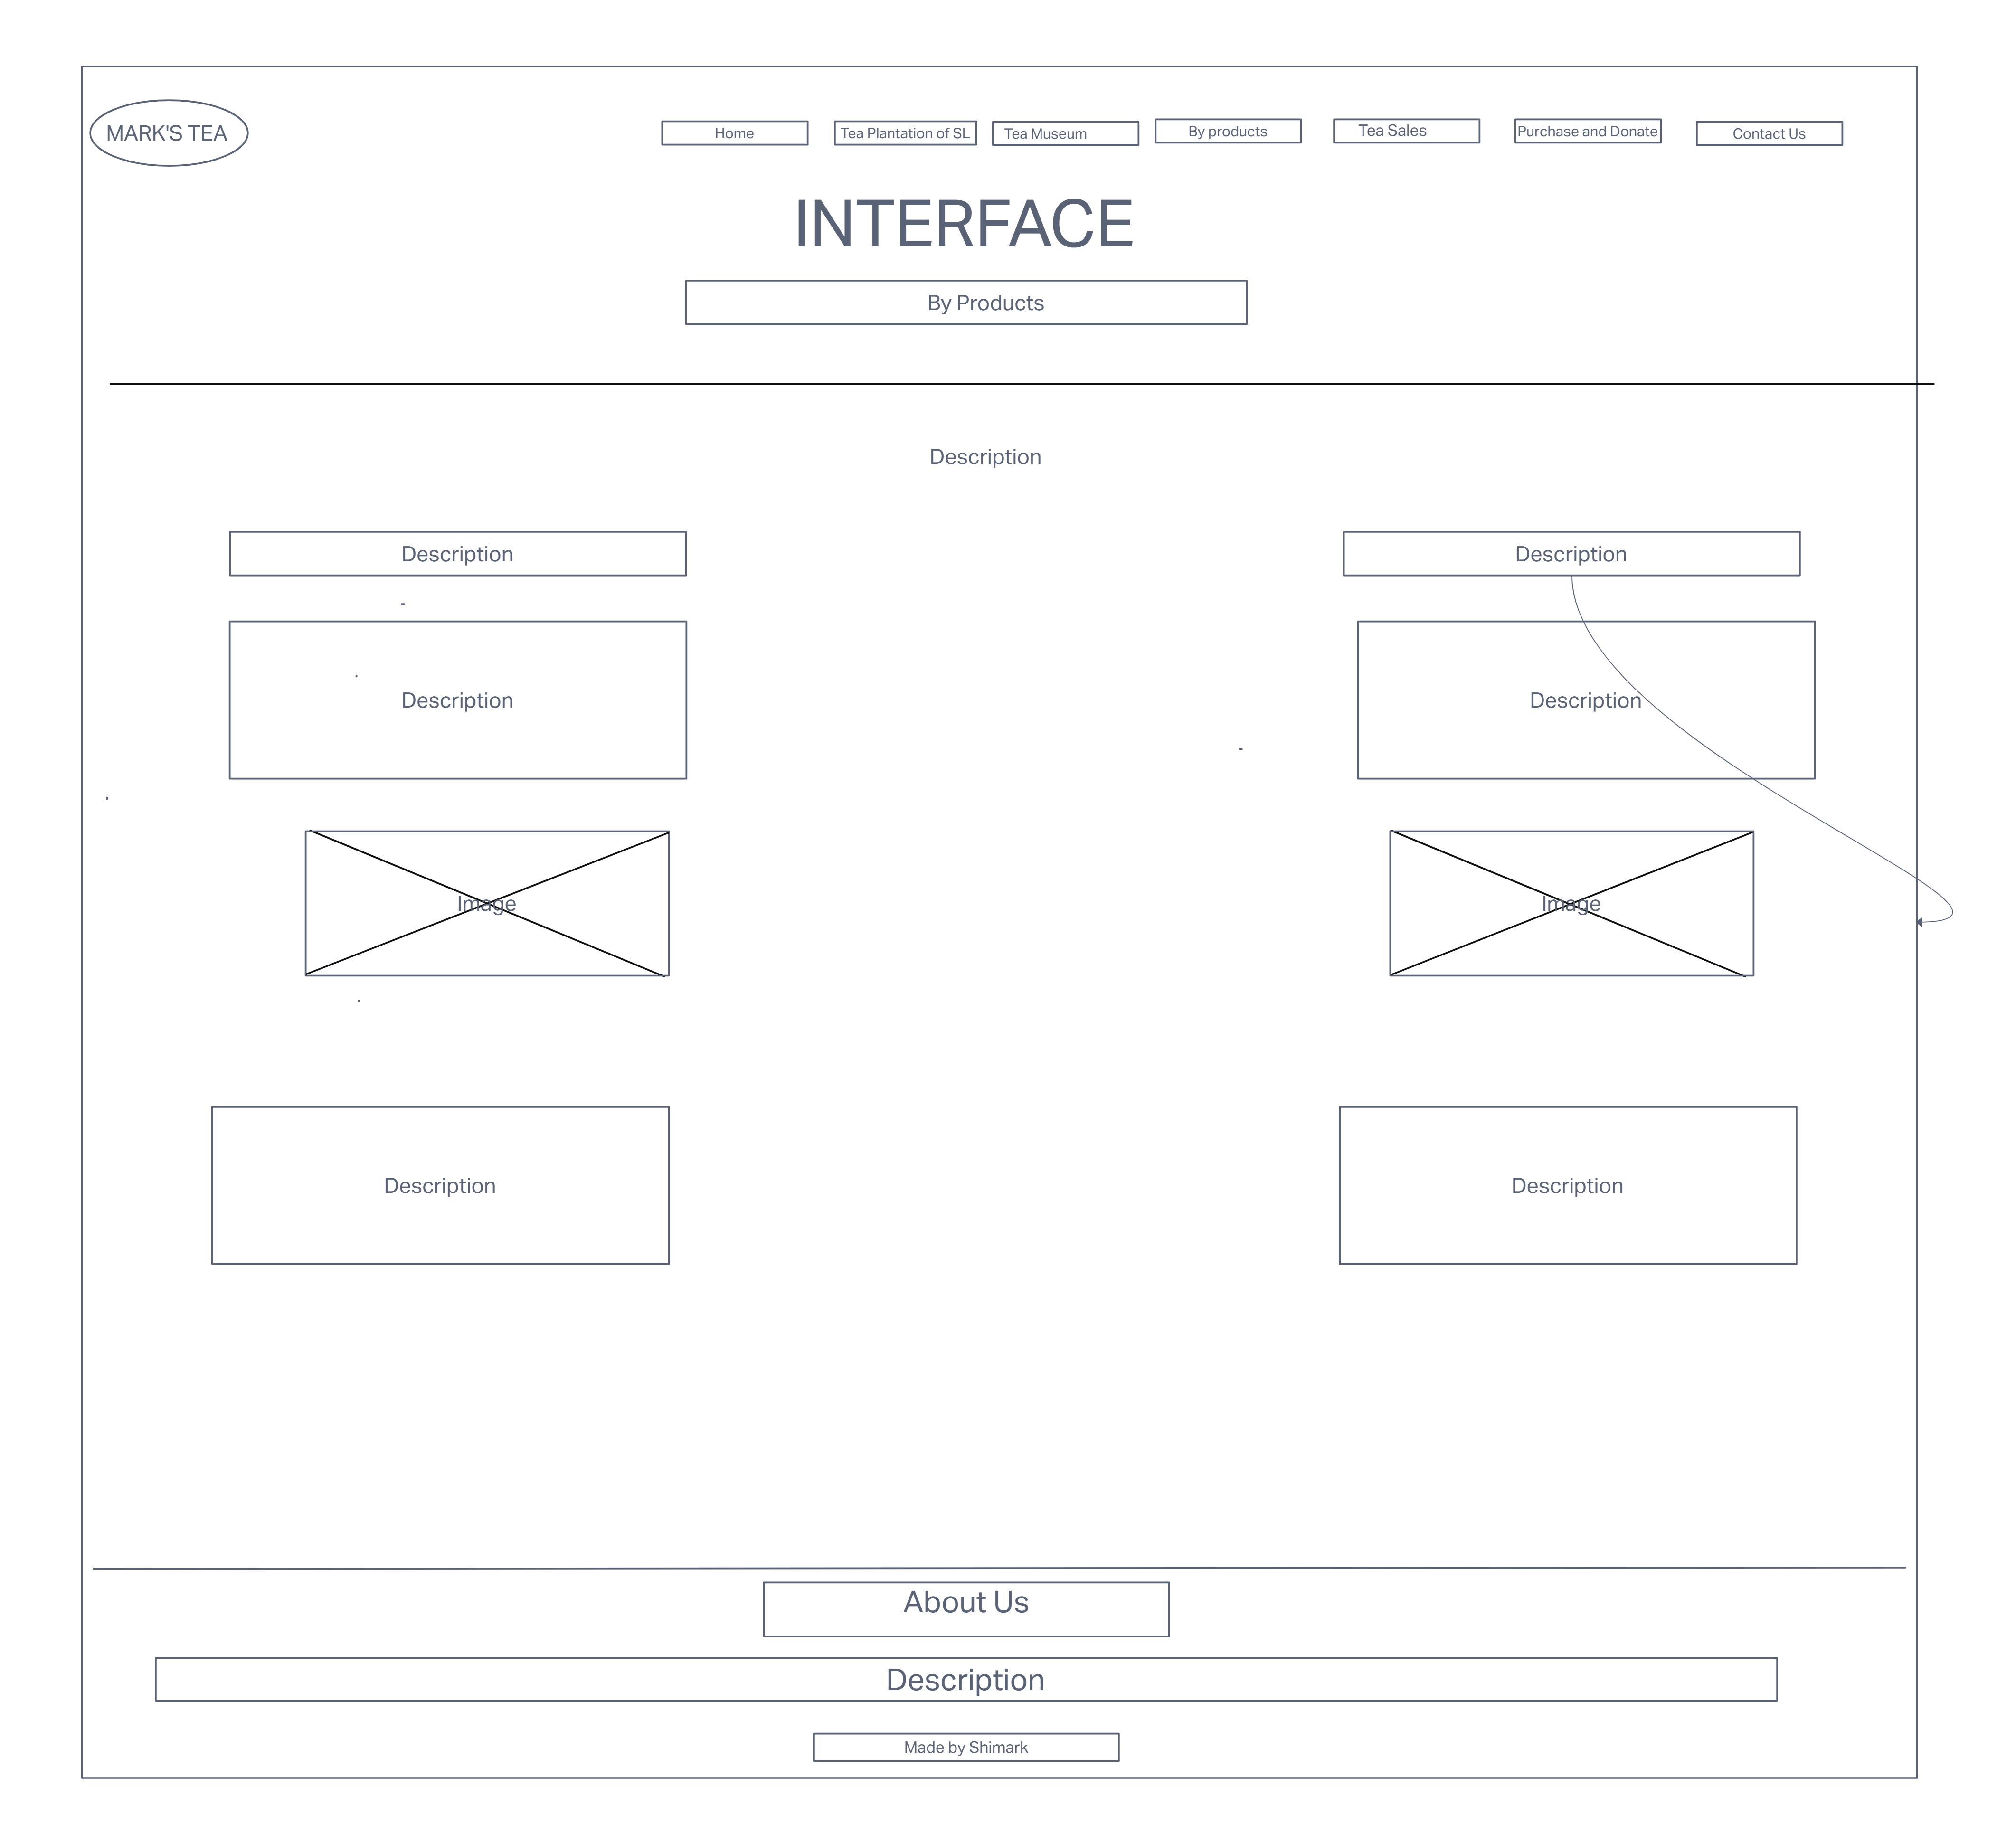 MARK'S TEA
Home
Tea Plantation of SL
Tea Museum
By products
Tea Sales
Purchase and Donate
Contact Us
INTERFACE
By Products
Description
Description
Description
Description
Description
Image
Image
Description
Description
About Us
Description
Made by Shimark